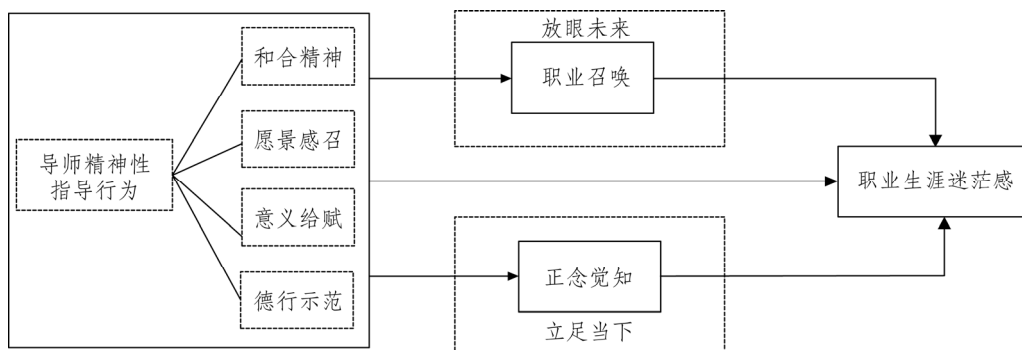 导师精神性
指导行为
和合精神
愿景感召
意义给赋
德行示范
放眼未来
职业召唤
正念觉知
立足当下
职业生涯迷茫感